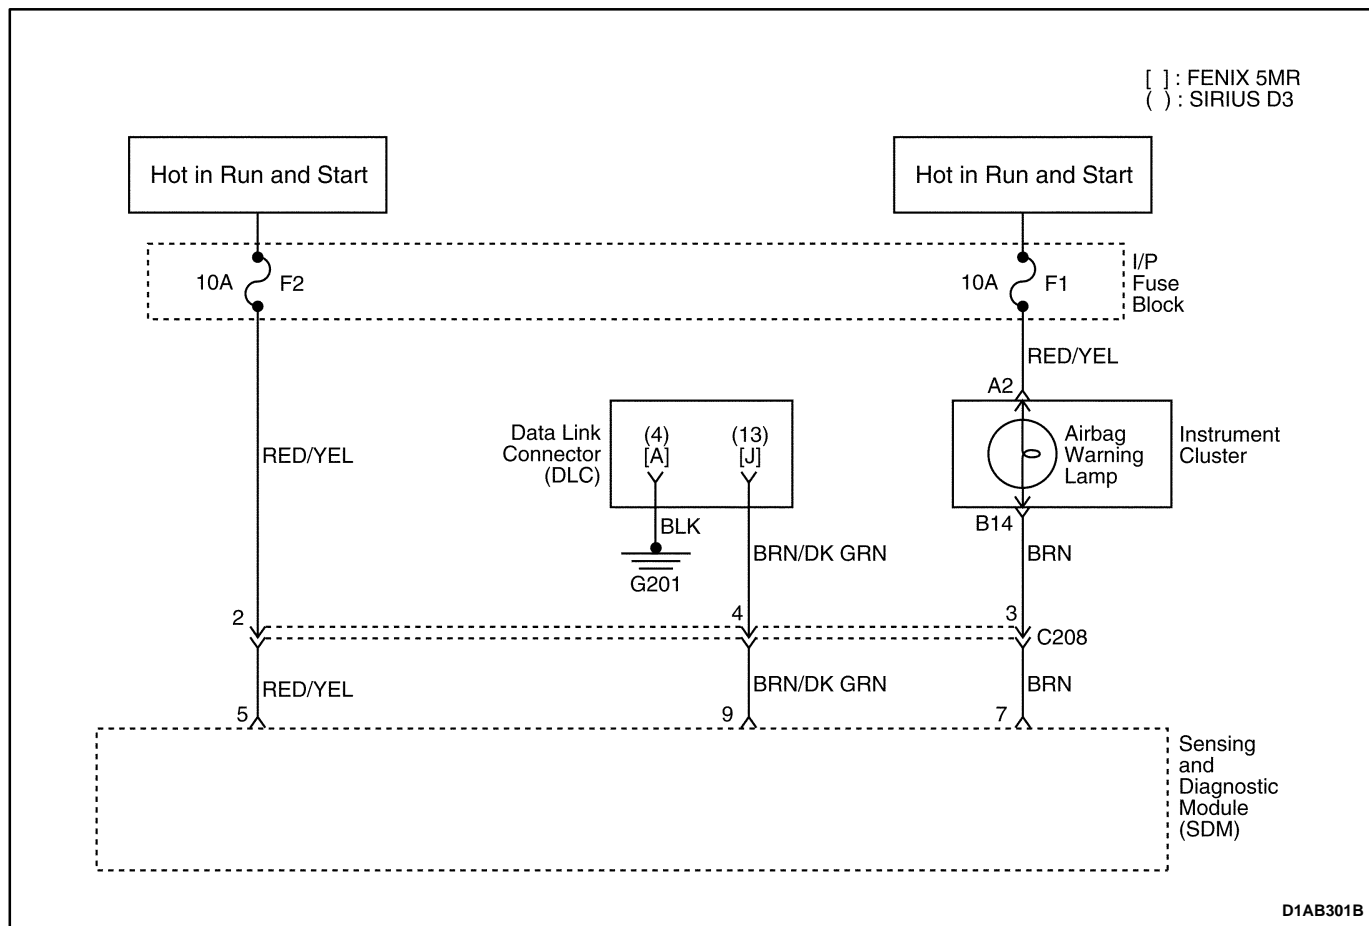 [ ] : FENIX 5MR
( ) : SIRIUS D3
Hot in Run and Start
Hot in Run and Start
10A
F2
10A
F1
I/P
Fuse
Block
RED/YEL
A2
Data Link
Connector
(DLC)
(4)
[A]
(13)
[J]
Airbag
Warning
Lamp
Instrument
Cluster
RED/YEL
BLK
G201
BRN/DK GRN
B14
BRN
2
4
3
C208
RED/YEL
BRN/DK GRN
BRN
5
9
7
Sensing
and
Diagnostic
Module
(SDM)
D1AB301B